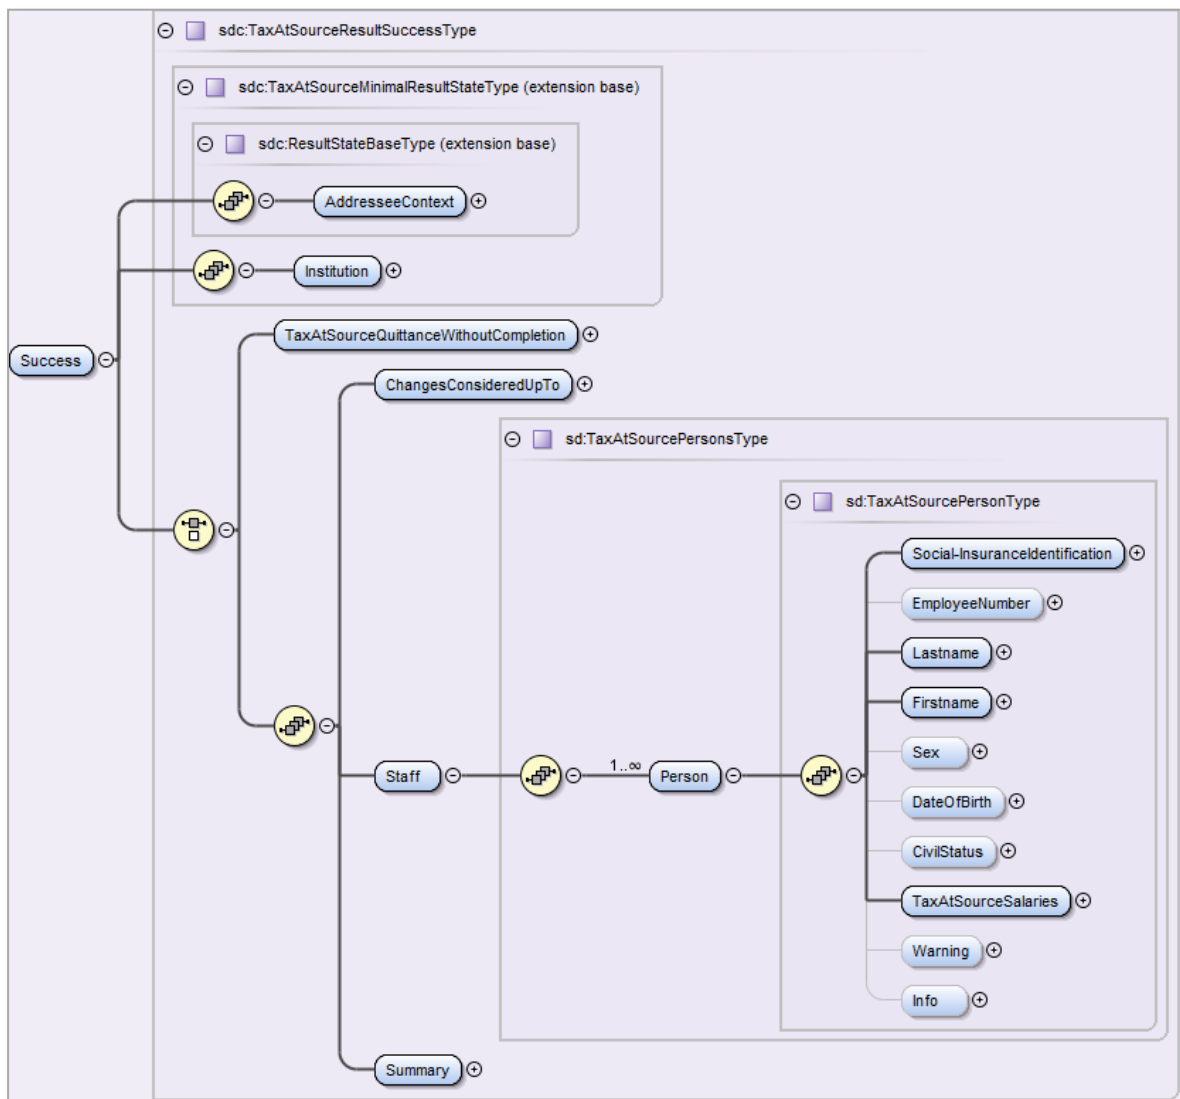 sdc:TaxAtSourceResultSuccessType
sdc:TaxAtSourceMinimalResultStateType (extension base)
sdc:ResultStateBaseType (extension base)
AddresseeContext
Institution
TaxAtSourceQuittanceWithoutCompletion
Success
ChangesConsideredUpTo
sd:TaxAtSourcePersonsType
sd:TaxAtSourcePersonType
Social-InsuranceIdentification
EmployeeNumber
Lastname
Firstname
Sex
Staff
1..∞
Person
DateOfBirth
CivilStatus
TaxAtSourceSalaries
Warning
Info
Summary